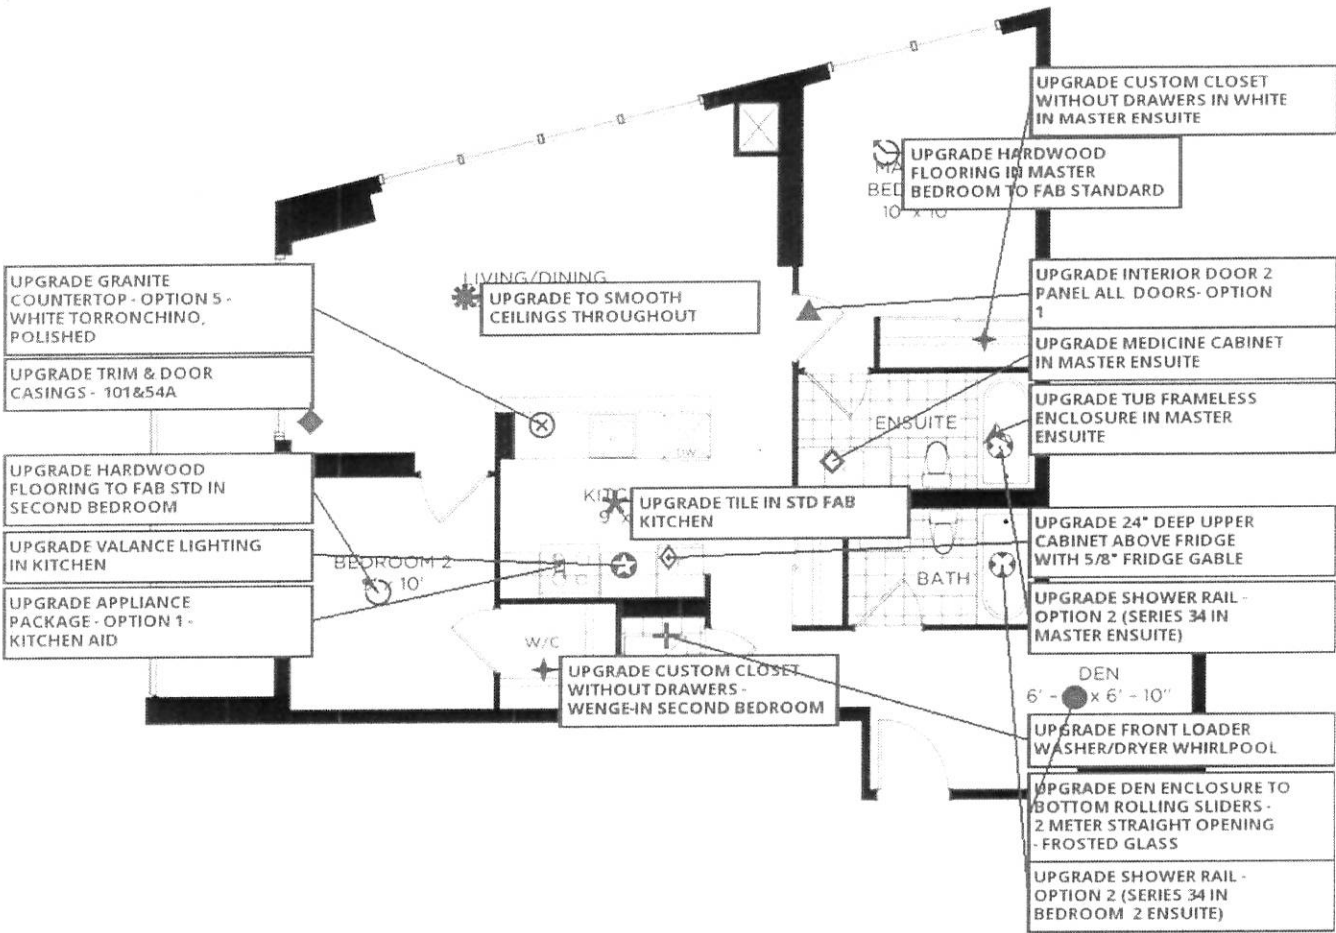 UPGRADE CUSTOM CLOSET
WITHOUT DRAWERS IN WHITE
IN MASTER ENSUITE
UPGRADE HARDWOOD
FLOORING IN MASTER
BEDROOM TO FAB STANDARD
MA
BED
10' x 10'
LIVING/DINING
UPGRADE TO SMOOTH
CEILINGS THROUGHOUT
UPGRADE GRANITE
COUNTERTOP - OPTION 5 -
WHITE TORRONCHINO,
POLISHED
UPGRADE TRIM & DOOR
CASINGS - 101&54A
UPGRADE HARDWOOD
FLOORING TO FAB STD IN
SECOND BEDROOM
UPGRADE VALANCE LIGHTING
IN KITCHEN
UPGRADE APPLIANCE
PACKAGE - OPTION 1 -
KITCHEN AID
UPGRADE INTERIOR DOOR 2
PANEL ALL DOORS- OPTION
1
UPGRADE MEDICINE CABINET
IN MASTER ENSUITE
UPGRADE TUB FRAMELESS
ENCLOSURE IN MASTER
ENSUITE
ENSUITE
DW
KITC
9' x
UPGRADE TILE IN STD FAB
KITCHEN
BEDROOM 2
10'
BATH
W/C
UPGRADE 24" DEEP UPPER
CABINET ABOVE FRIDGE
WITH 5/8" FRIDGE GABLE
UPGRADE SHOWER RAIL -
OPTION 2 (SERIES 34 IN
MASTER ENSUITE)
UPGRADE CUSTOM CLOSET
WITHOUT DRAWERS -
WENGE-IN SECOND BEDROOM
DEN
6' - x 6' - 10"
UPGRADE FRONT LOADER
WASHER/DRYER WHIRLPOOL
UPGRADE DEN ENCLOSURE TO
BOTTOM ROLLING SLIDERS -
2 METER STRAIGHT OPENING
- FROSTED GLASS
UPGRADE SHOWER RAIL -
OPTION 2 (SERIES 34 IN
BEDROOM 2 ENSUITE)